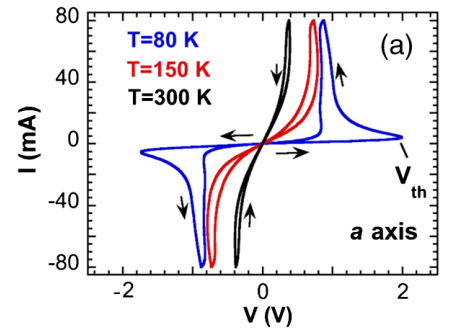 (a)
T=80 K
T=150 K
T=300 K
80
40
0
-40
-80
I (mA)
V_th
a axis
-2
0
2
V (V)